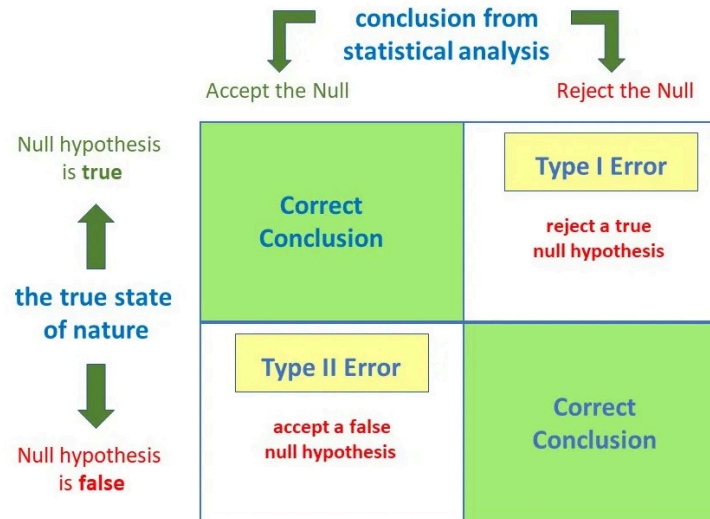 conclusion from
statistical analysis
Accept the Null
Reject the Null
Null hypothesis
is true
Type I Error
Correct
Conclusion
reject a true
null hypothesis
the true state
of nature
Type II Error
accept a false
null hypothesis
Correct
Conclusion
Null hypothesis
is false